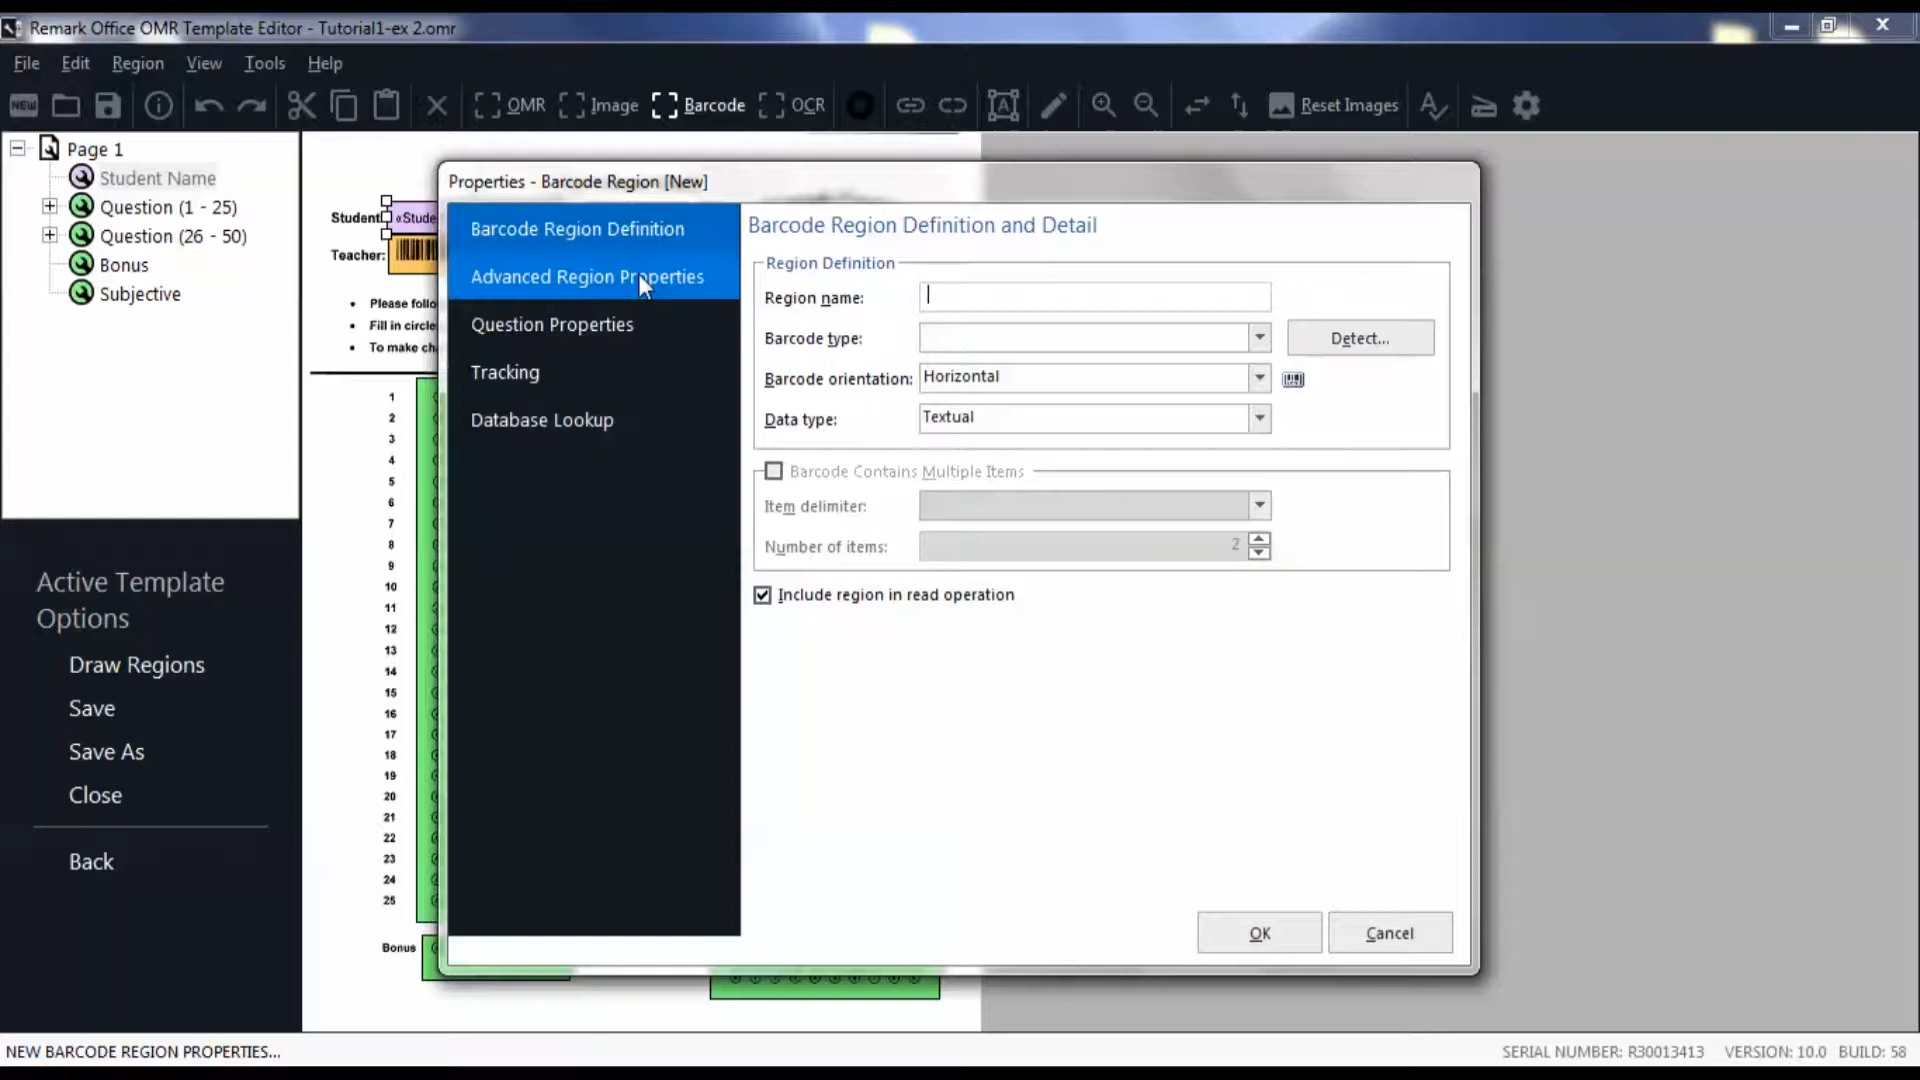 Remark Office OMR Template Editor - Tutorial1-ex 2.omr
File Edit Region View Tools Help
NEW OMR Image Barcode OCR Reset Images
Page 1
Student Name
Question (1 - 25)
Question (26 - 50)
Bonus
Subjective
Active Template
Options
Draw Regions
Save
Save As
Close
Back
Student
«Stude
Teacher:
• Please follo
• Fill in circle
• To make ch
1
2
3
4
5
6
7
8
9
10
11
12
13
14
15
16
17
18
19
20
21
22
23
24
25
Bonus
Properties - Barcode Region [New]
Barcode Region Definition
Advanced Region Properties
Question Properties
Tracking
Database Lookup
Barcode Region Definition and Detail
Region Definition
Region name:
Barcode type:
Detect...
Barcode orientation: Horizontal
Data type: Textual
Barcode Contains Multiple Items
Item delimiter:
Number of items: 2
Include region in read operation
OK Cancel
NEW BARCODE REGION PROPERTIES...
SERIAL NUMBER: R30013413 VERSION: 10.0 BUILD: 58